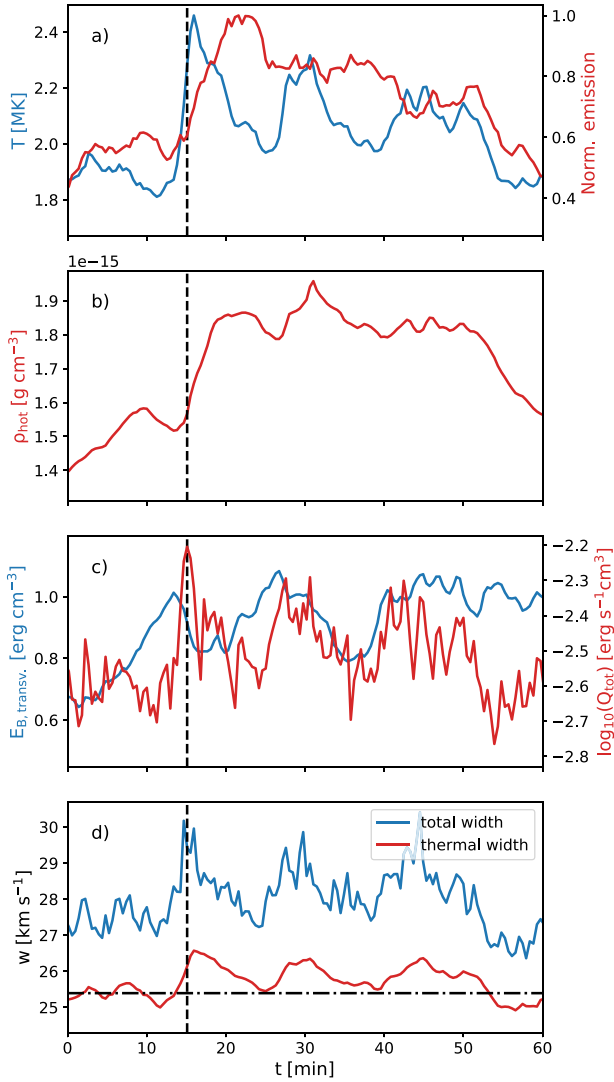 a)
2.4
2.2
2.0
1.8
T [MK]
1.0
0.8
0.6
0.4
Norm. emission
1e−15
b)
1.9
1.8
1.7
1.6
1.5
1.4
ρhot [g cm−3]
c)
1.0
0.8
0.6
EB, transv. [erg cm−3]
−2.2
−2.3
−2.4
−2.5
−2.6
−2.7
−2.8
log10(Qtot) [erg s−1cm3]
d)
total width
thermal width
30
29
28
27
26
25
w [km s−1]
0 10 20 30 40 50 60
t [min]